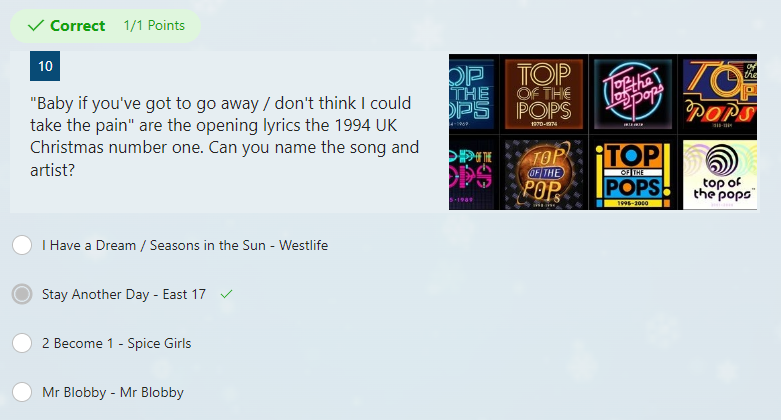 Correct 1/1 Points
10
"Baby if you've got to go away / don't think I could
take the pain" are the opening lyrics the 1994 UK
Christmas number one. Can you name the song and
artist?
TOP
OF THE
POPS
1970-1974
Top of the
Pops
TOP
of the
POPS
TOP
OF THE
POPS
¡TOP
OF THE
POPS!
1995-2000
top of
the pops
I Have a Dream / Seasons in the Sun - Westlife
Stay Another Day - East 17
2 Become 1 - Spice Girls
Mr Blobby - Mr Blobby